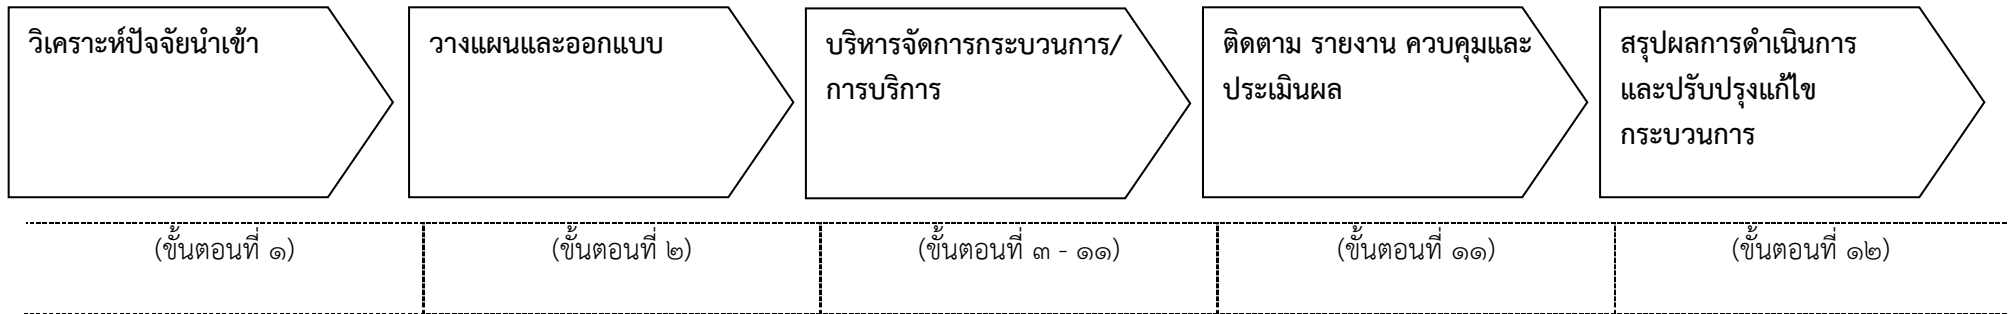 วิเคราะห์ปัจจัยนำเข้า
วางแผนและออกแบบ
บริหารจัดการกระบวนการ/
การบริการ
ติดตาม รายงาน ควบคุมและ
ประเมินผล
สรุปผลการดำเนินการ
และปรับปรุงแก้ไข
กระบวนการ
(ขั้นตอนที่ ๑)
(ขั้นตอนที่ ๒)
(ขั้นตอนที่ ๓ - ๑๑)
(ขั้นตอนที่ ๑๑)
(ขั้นตอนที่ ๑๒)